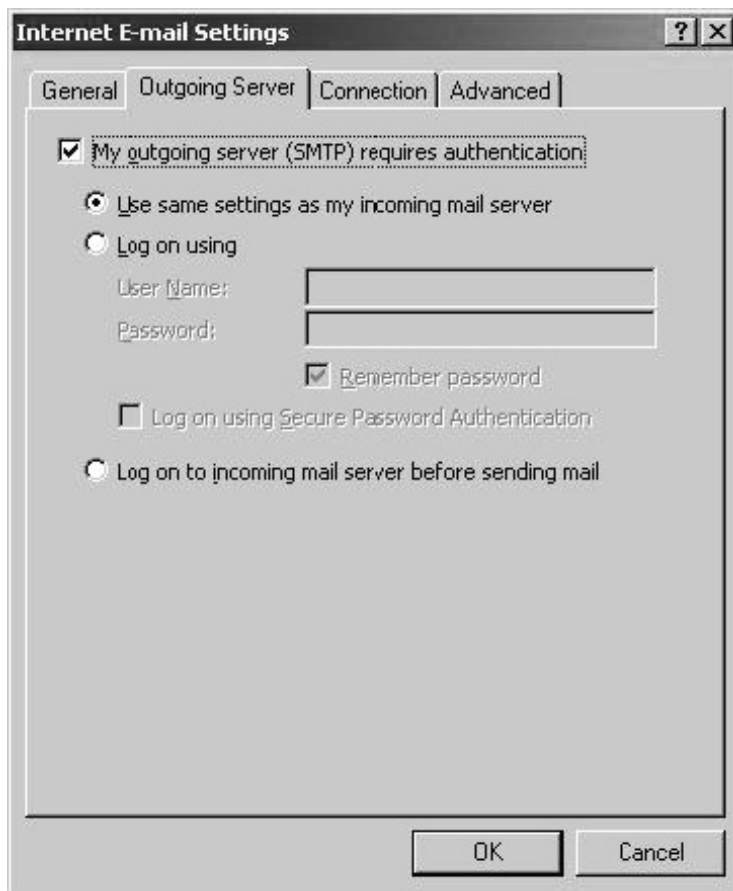 Internet E-mail Settings
General Outgoing Server Connection Advanced
My outgoing server (SMTP) requires authentication
Use same settings as my incoming mail server
Log on using
User Name:
Password:
Remember password
Log on using Secure Password Authentication
Log on to incoming mail server before sending mail
OK Cancel